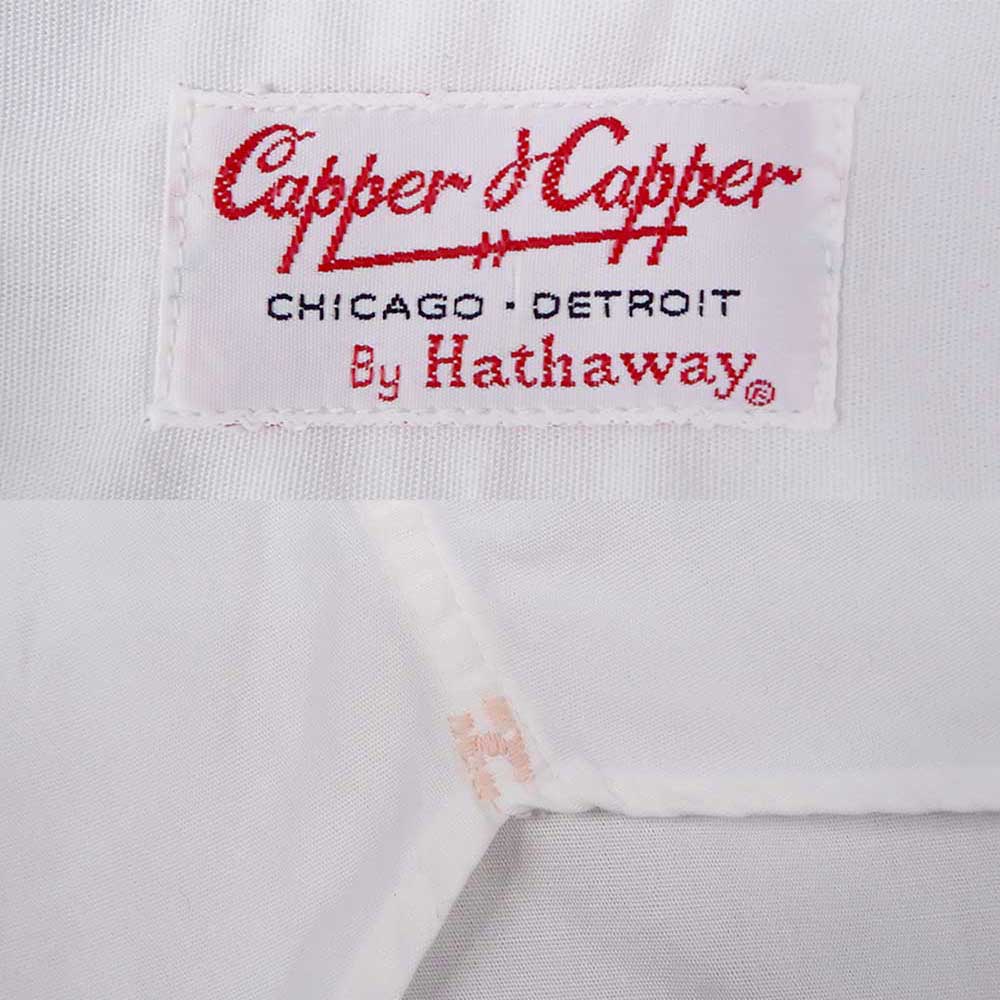 Capper & Capper
CHICAGO · DETROIT
By Hathaway®
H